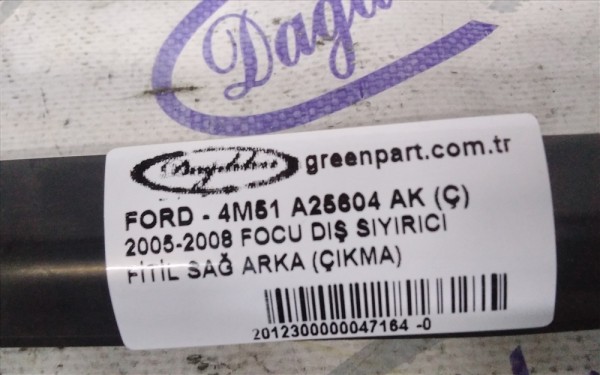 greenpart.com.tr
FORD - 4M51 A25604 AK (Ç)
2005-2008 FOCU DIŞ SIYIRICI
FİTİL SAĞ ARKA (ÇIKMA)
2012300000047164 -0